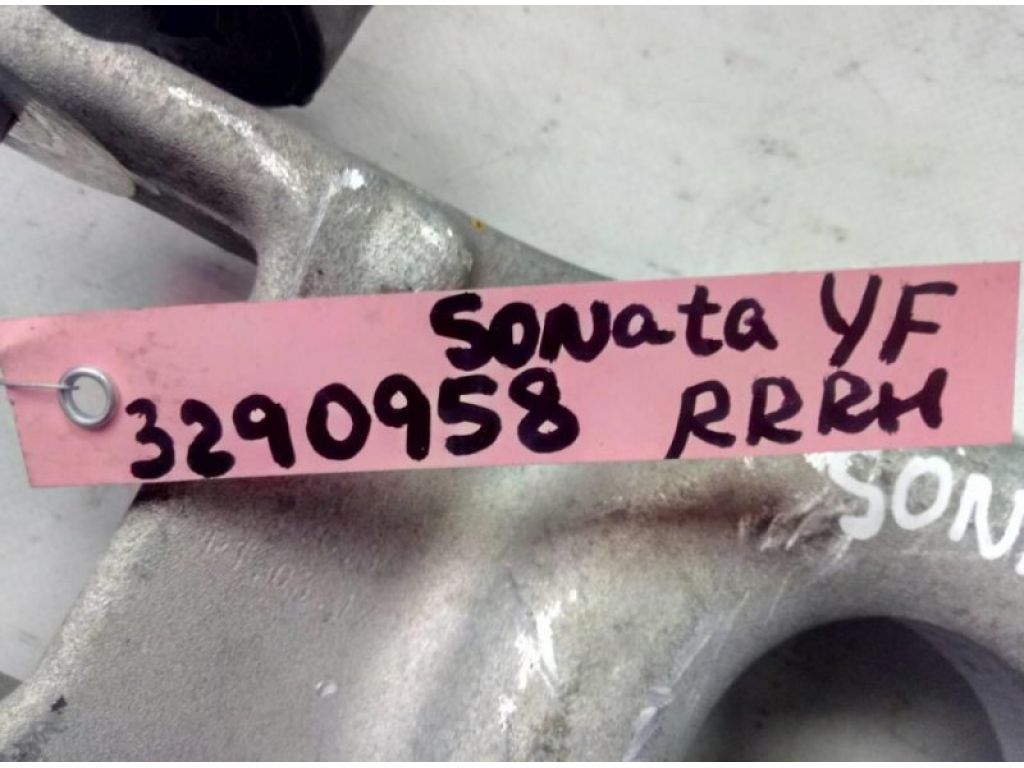 SONata YF
3290958 RRRH
SON